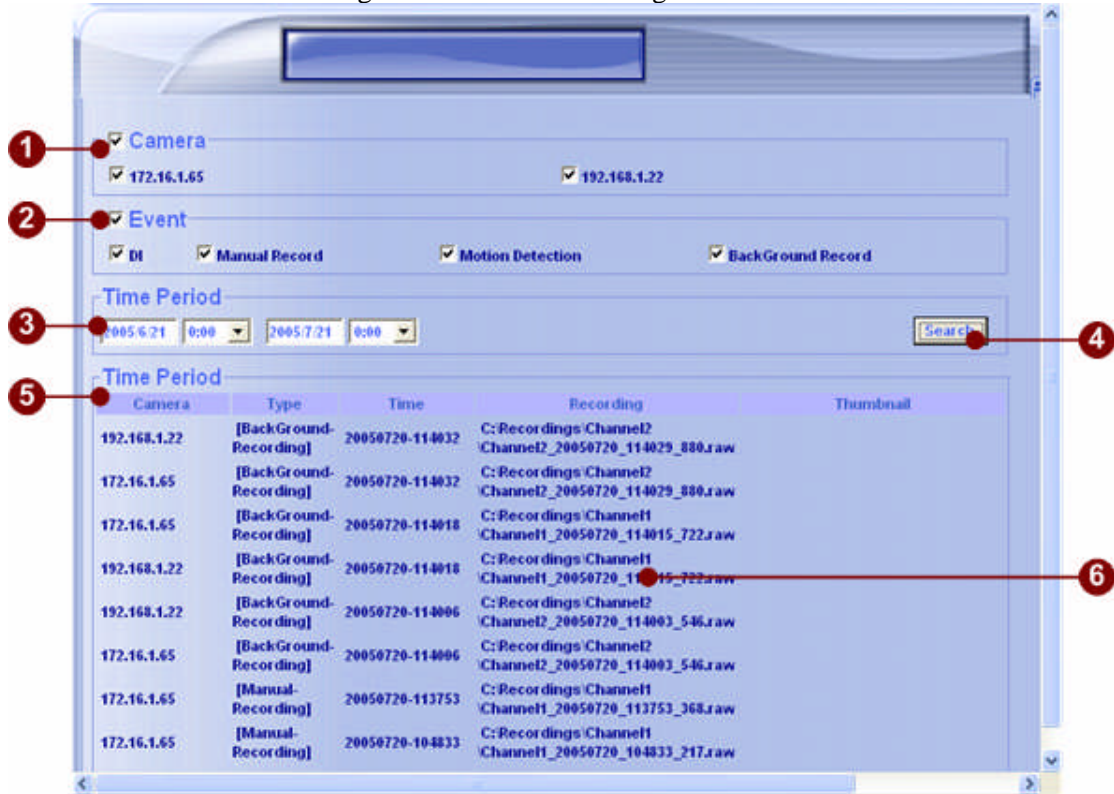 1
Camera
172.16.1.65 192.168.1.22
2
Event
DI Manual Record Motion Detection BackGround Record
Time Period
3
2005/6/21 0:00 2005/7/21 0:00 Search
4
Time Period
5
Camera Type Time Recording Thumbnail
192.168.1.22 [BackGround-Recording] 20050720-114032 C:\Recordings\Channel2
\Channel2_20050720_114029_880.raw
172.16.1.65 [BackGround-Recording] 20050720-114032 C:\Recordings\Channel2
\Channel2_20050720_114029_880.raw
172.16.1.65 [BackGround-Recording] 20050720-114018 C:\Recordings\Channel1
\Channel1_20050720_114015_722.raw
192.168.1.22 [BackGround-Recording] 20050720-114018 C:\Recordings\Channel1
\Channel1_20050720_114015_722.raw
6
192.168.1.22 [BackGround-Recording] 20050720-114006 C:\Recordings\Channel2
\Channel2_20050720_114003_546.raw
172.16.1.65 [BackGround-Recording] 20050720-114006 C:\Recordings\Channel2
\Channel2_20050720_114003_546.raw
172.16.1.65 [Manual-Recording] 20050720-113753 C:\Recordings\Channel1
\Channel1_20050720_113753_368.raw
172.16.1.65 [Manual-Recording] 20050720-104833 C:\Recordings\Channel1
\Channel1_20050720_104833_217.raw